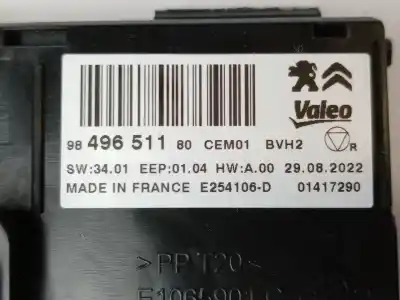 Valeo
98 496 511 80 CEM01 BVH2
R
SW:34.01 EEP:01.04 HW:A.00 29.08.2022
MADE IN FRANCE E254106-D 01417290
>PP T20<